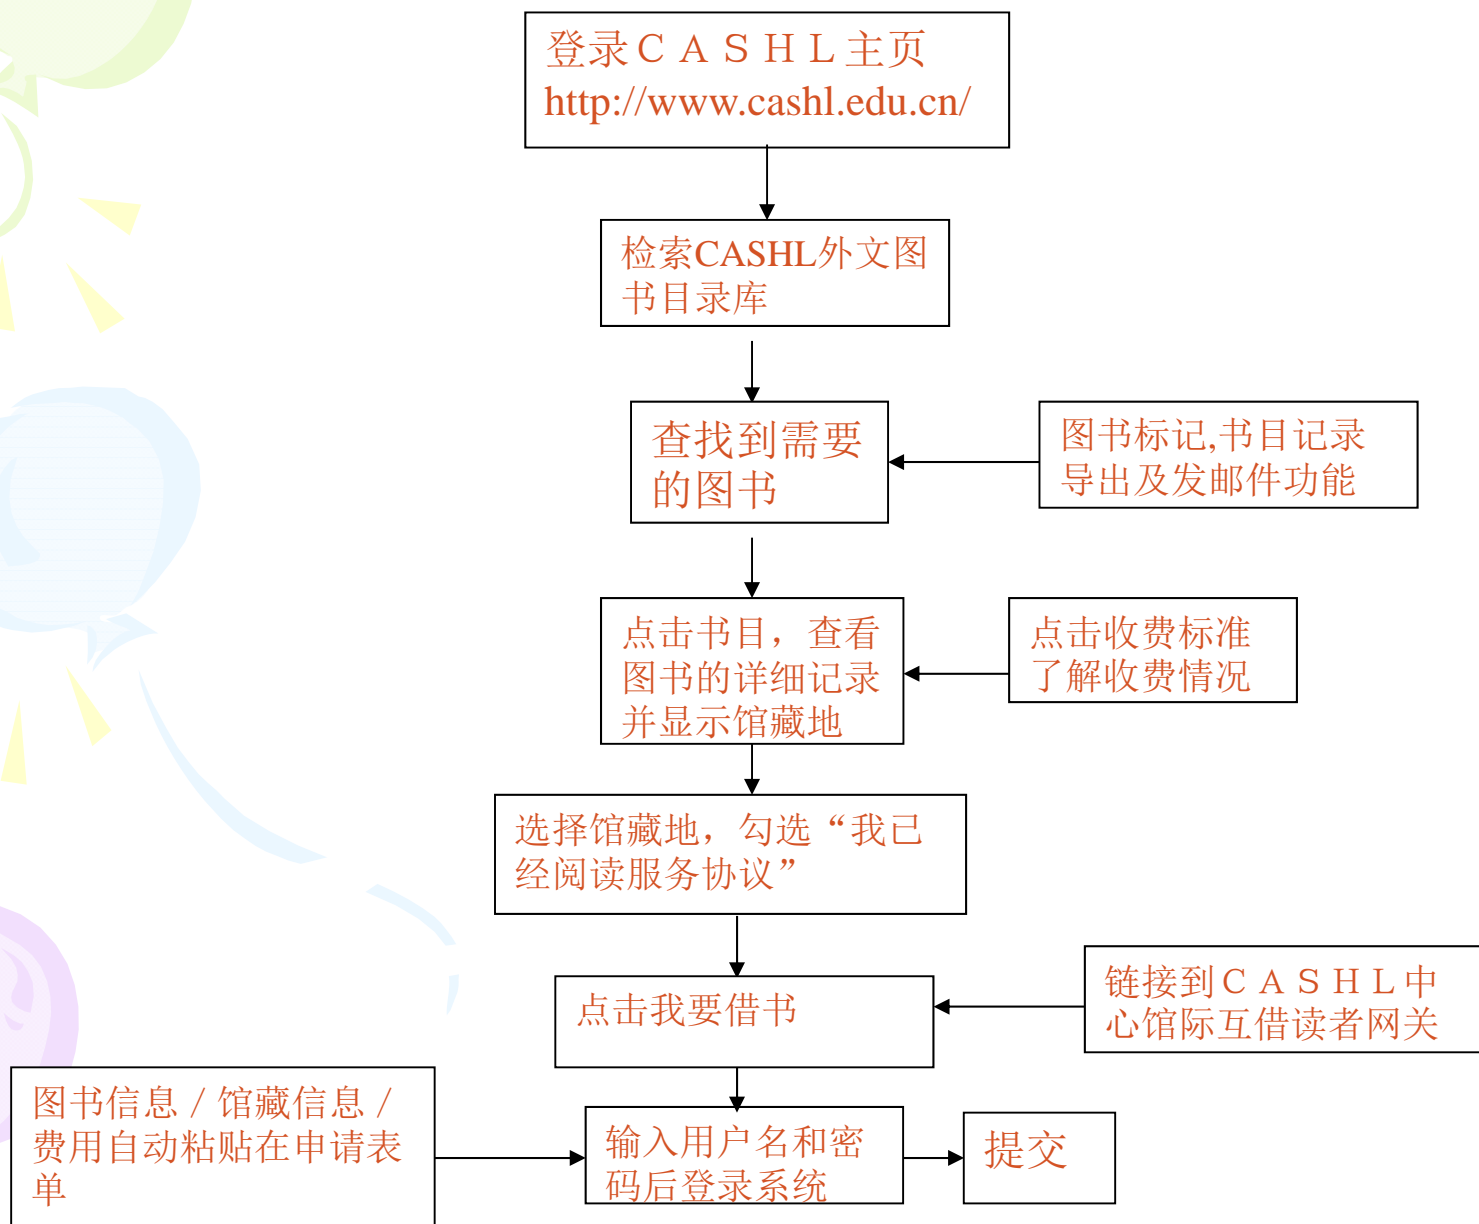 登录ＣＡＳＨＬ主页
http://www.cashl.edu.cn/
检索CASHL外文图
书目录库
查找到需要
的图书
图书标记,书目记录
导出及发邮件功能
点击书目，查看
图书的详细记录
并显示馆藏地
点击收费标准
了解收费情况
选择馆藏地，勾选“我已
经阅读服务协议”
点击我要借书
链接到ＣＡＳＨＬ中
心馆际互借读者网关
图书信息／馆藏信息／
费用自动粘贴在申请表
单
输入用户名和密
码后登录系统
提交